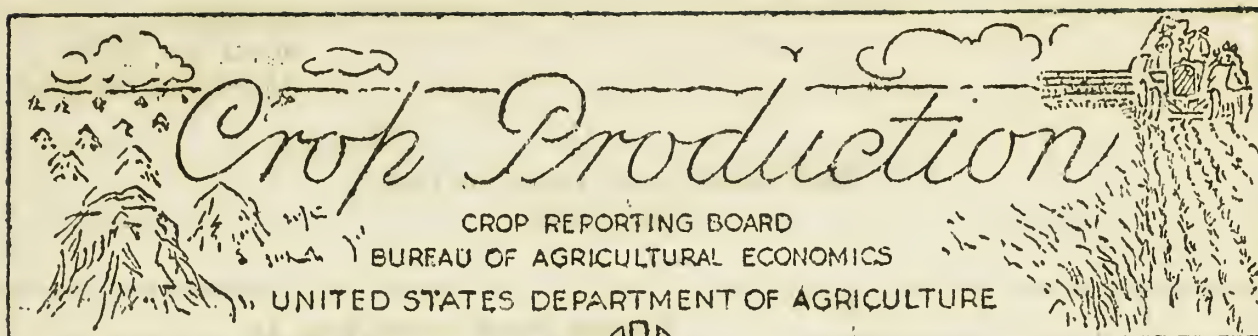 Crop Production
CROP REPORTING BOARD
BUREAU OF AGRICULTURAL ECONOMICS
UNITED STATES DEPARTMENT OF AGRICULTURE